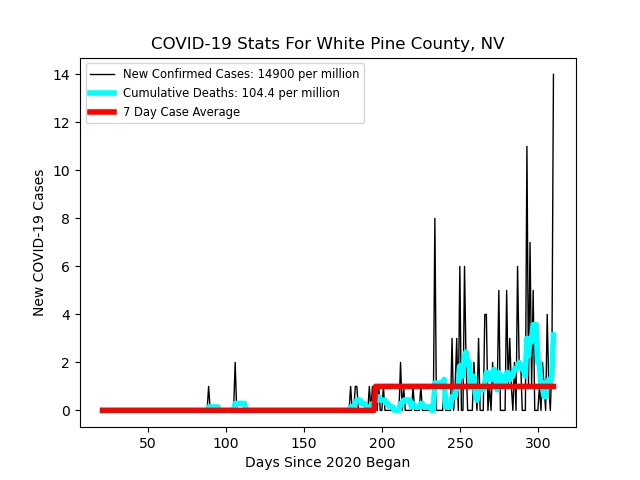 COVID-19 Stats For White Pine County, NV
New Confirmed Cases: 14900 per million
Cumulative Deaths: 104.4 per million
7 Day Case Average
New COVID-19 Cases
14
12
10
8
6
4
2
0
50 100 150 200 250 300
Days Since 2020 Began